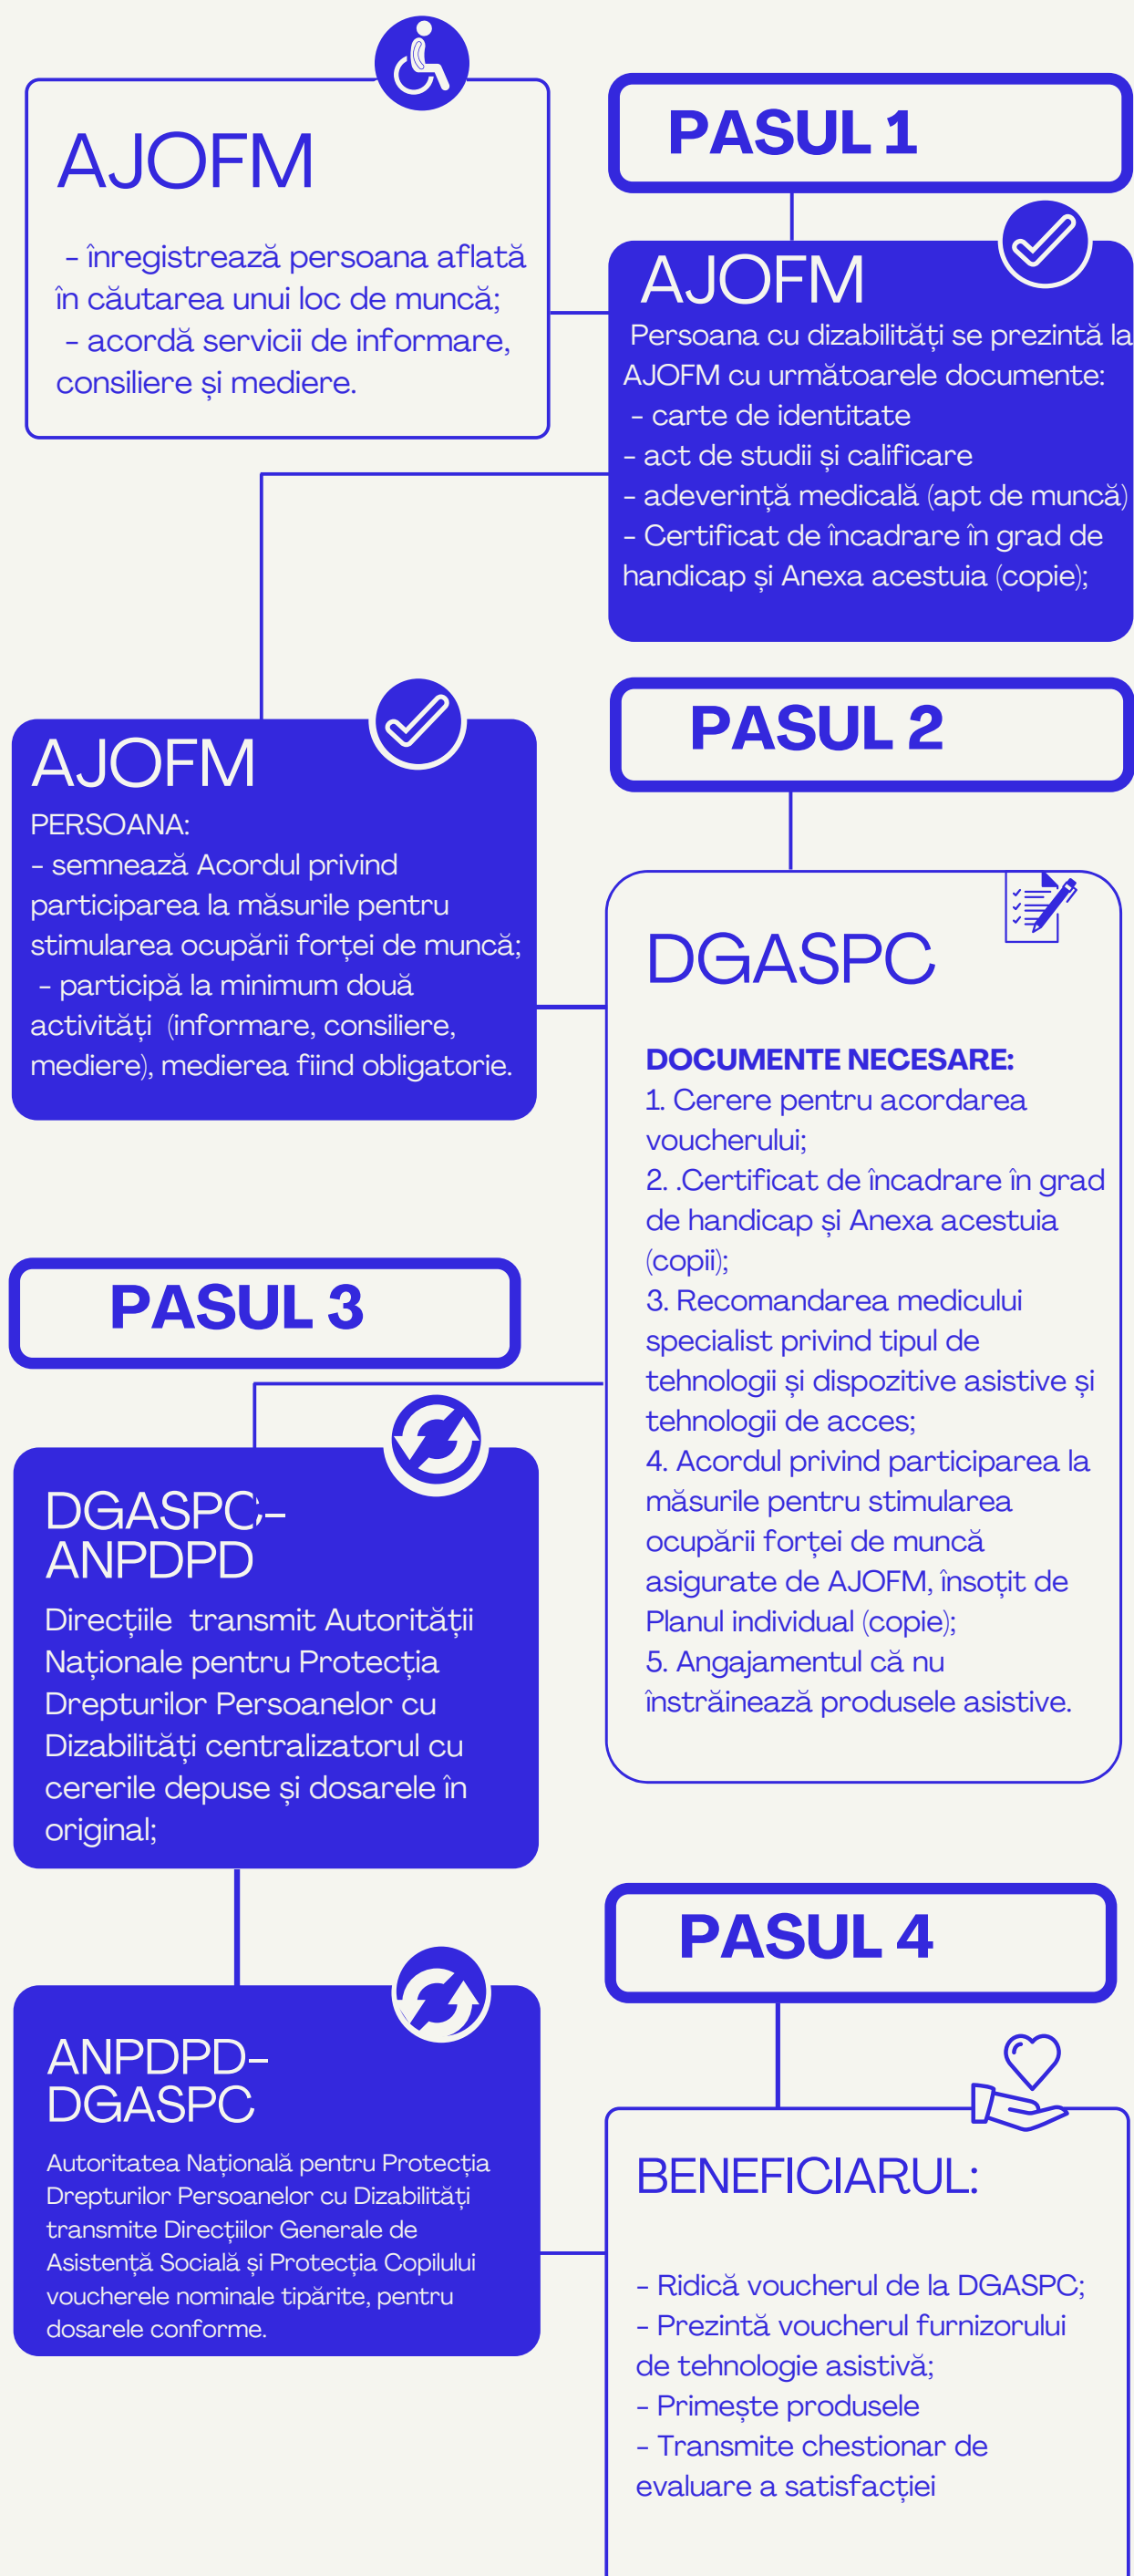 AJOFM
- înregistrează persoana aflată
în căutarea unui loc de muncă;
- acordă servicii de informare,
consiliere și mediere.
PASUL 1
AJOFM
Persoana cu dizabilități se prezintă la
AJOFM cu următoarele documente:
- carte de identitate
- act de studii și calificare
- adeverință medicală (apt de muncă)
- Certificat de încadrare în grad de
handicap și Anexa acestuia (copie);
AJOFM
PERSOANA:
- semnează Acordul privind
participarea la măsurile pentru
stimularea ocupării forței de muncă;
- participă la minimum două
activități (informare, consiliere,
mediere), medierea fiind obligatorie.
PASUL 2
DGASPC
DOCUMENTE NECESARE:
1. Cerere pentru acordarea
voucherului;
2. .Certificat de încadrare în grad
de handicap și Anexa acestuia
(copii);
3. Recomandarea medicului
specialist privind tipul de
tehnologii și dispozitive asistive și
tehnologii de acces;
4. Acordul privind participarea la
măsurile pentru stimularea
ocupării forței de muncă
asigurate de AJOFM, însoțit de
Planul individual (copie);
5. Angajamentul că nu
înstrăinează produsele asistive.
PASUL 3
DGASPC-
ANPDPD
Direcțiile transmit Autorității
Naționale pentru Protecția
Drepturilor Persoanelor cu
Dizabilități centralizatorul cu
cererile depuse și dosarele în
original;
ANPDPD-
DGASPC
Autoritatea Națională pentru Protecția
Drepturilor Persoanelor cu Dizabilități
transmite Direcțiilor Generale de
Asistență Socială și Protecția Copilului
voucherele nominale tipărite, pentru
dosarele conforme.
PASUL 4
BENEFICIARUL:
- Ridică voucherul de la DGASPC;
- Prezintă voucherul furnizorului
de tehnologie asistivă;
- Primește produsele
- Transmite chestionar de
evaluare a satisfacției